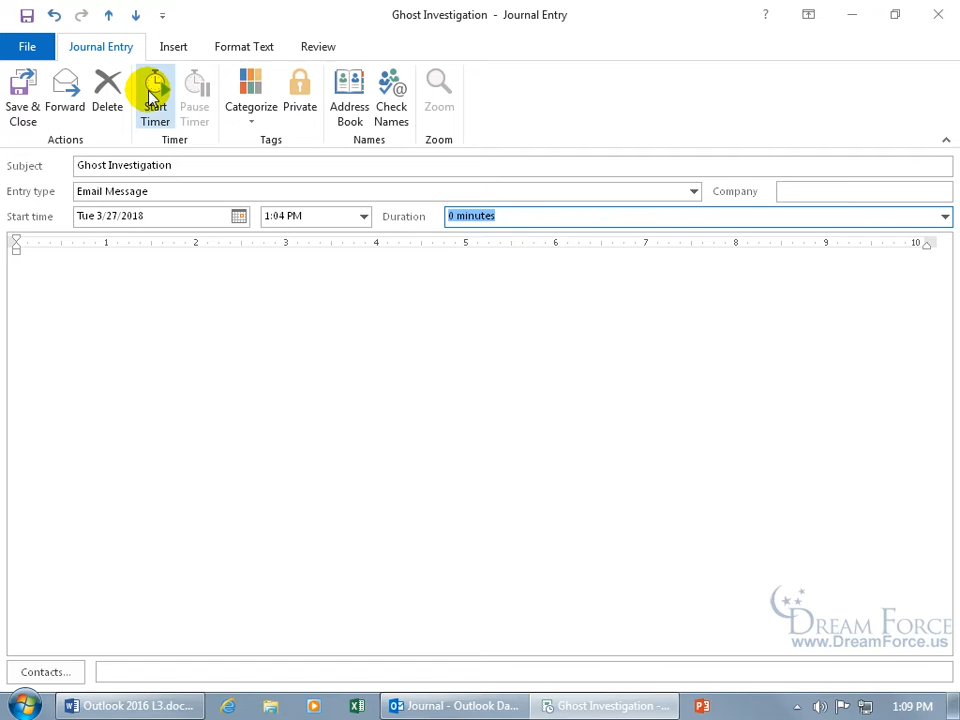 Ghost Investigation - Journal Entry
?
File
Journal Entry
Insert
Format Text
Review
Save & Close
Forward
Delete
Start Timer
Pause Timer
Categorize
Private
Address Book
Check Names
Zoom
Actions
Timer
Tags
Names
Zoom
Subject
Ghost Investigation
Entry type
Email Message
Company
Start time
Tue 3/27/2018
1:04 PM
Duration
0 minutes
1 2 3 4 5 6 7 8 9 10
DREAM FORCE
www.DreamForce.us
Contacts...
Outlook 2016 L3.doc...
Journal - Outlook Da...
Ghost Investigation -...
1:09 PM